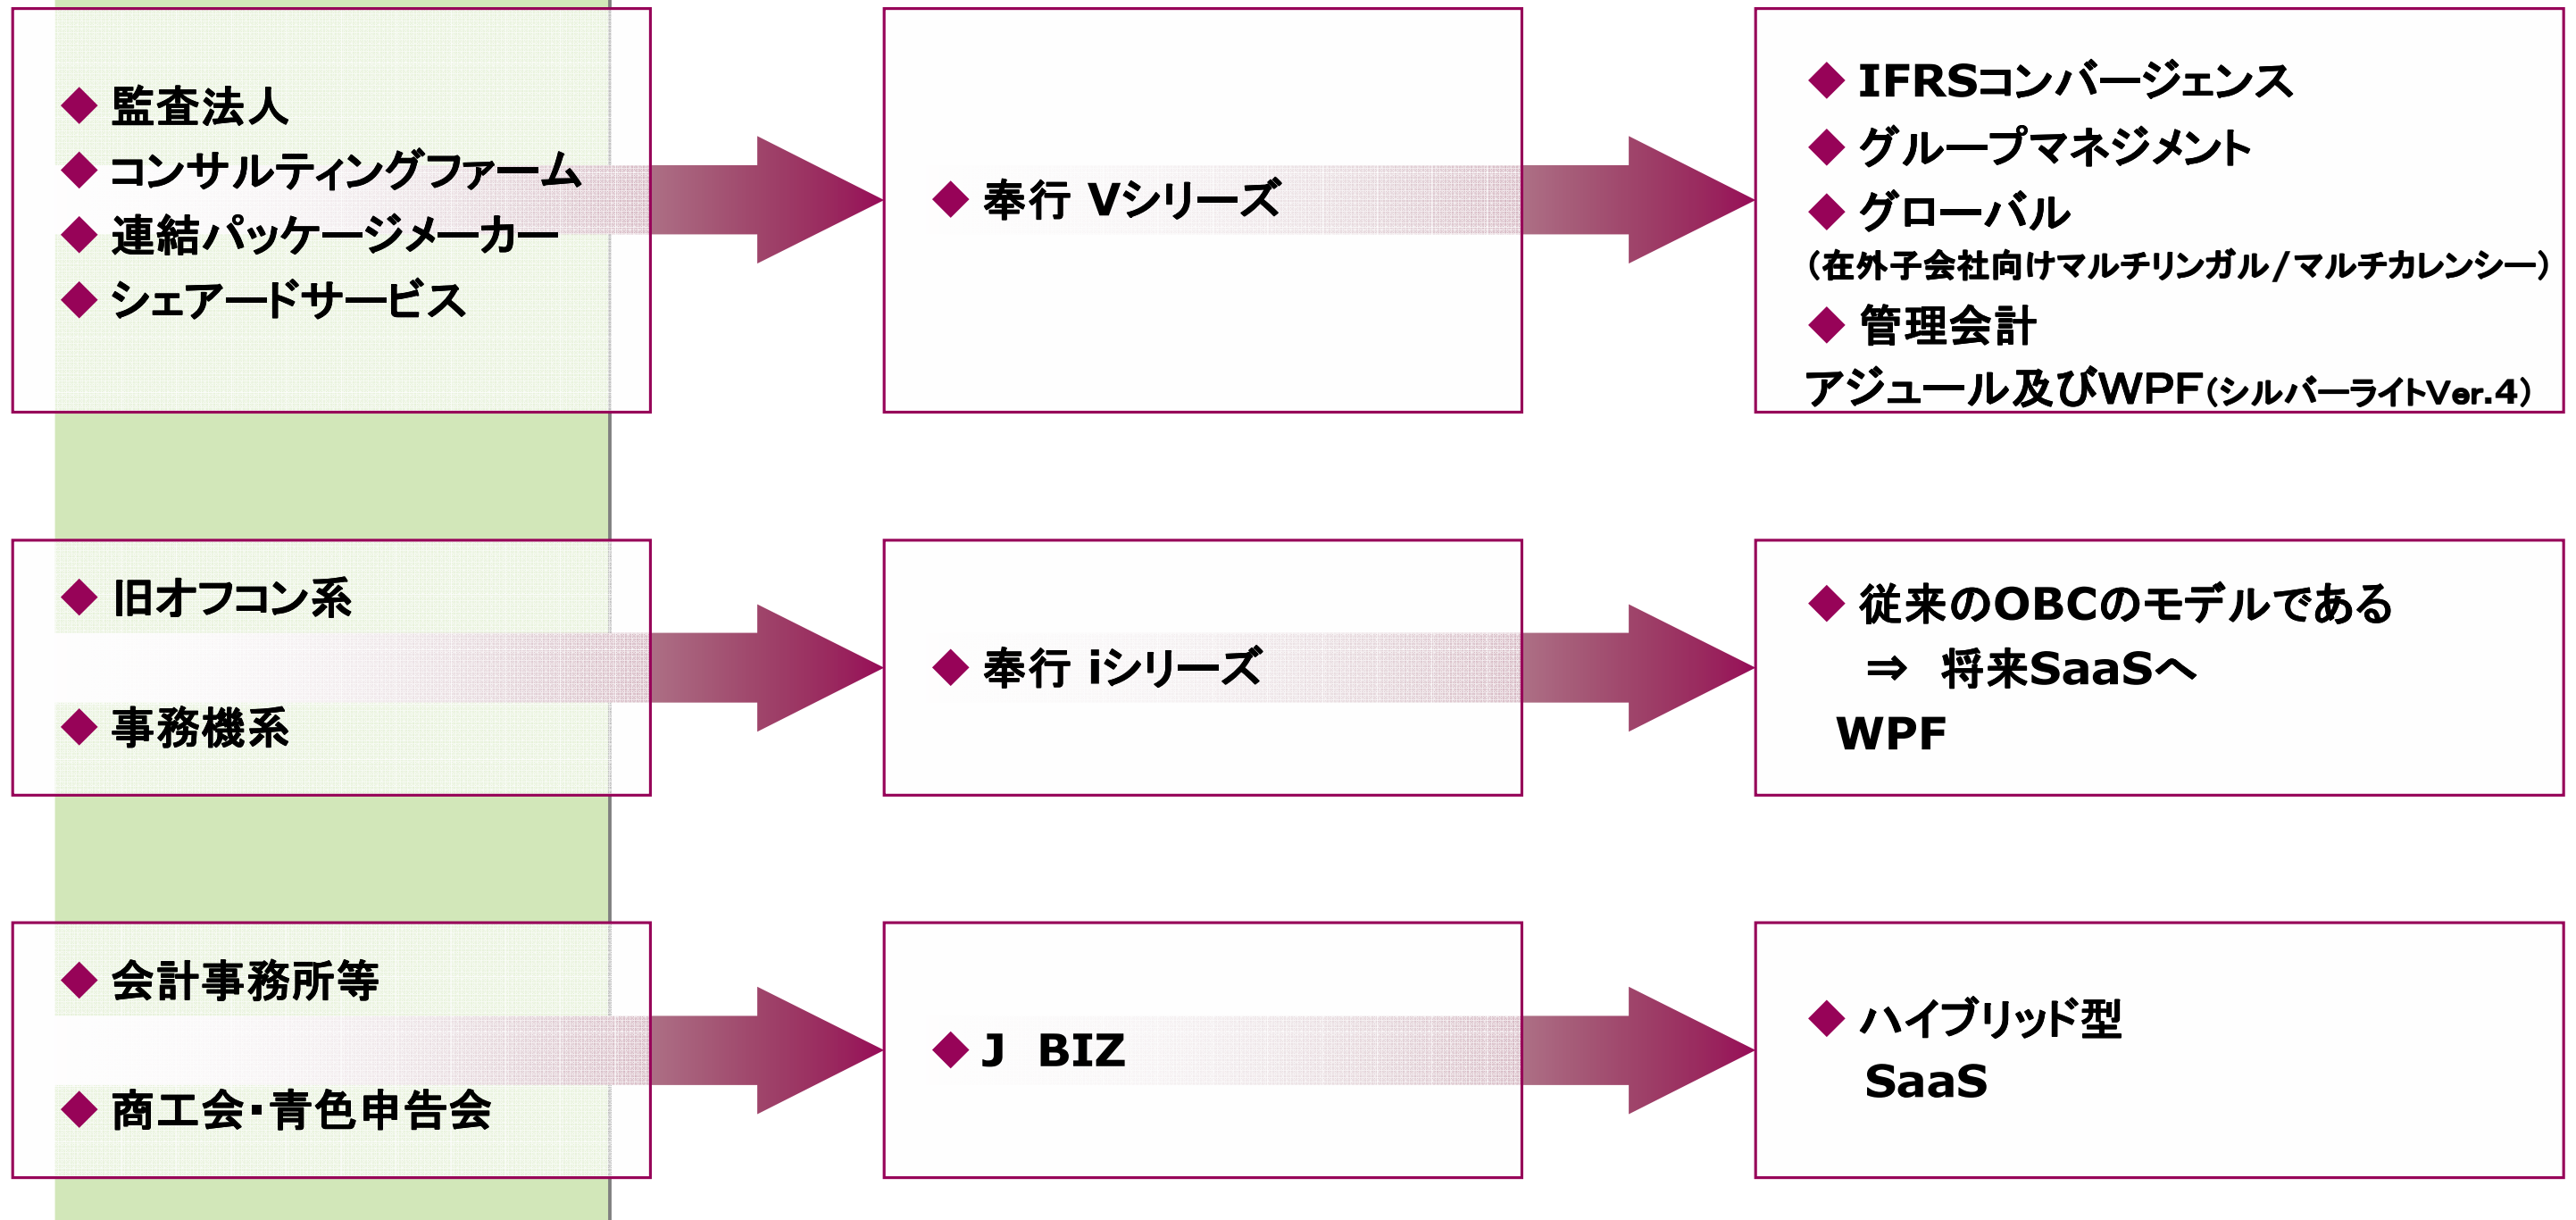 ◆ 監査法人
◆ コンサルティングファーム
◆ 連結パッケージメーカー
◆ シェアードサービス
◆ 奉行 Vシリーズ
◆ IFRSコンバージェンス
◆ グループマネジメント
◆ グローバル
(在外子会社向けマルチリンガル/マルチカレンシー)
◆ 管理会計
アジュール及びWPF(シルバーライトVer.4)
◆ 旧オフコン系
◆ 事務機系
◆ 奉行 iシリーズ
◆ 従来のOBCのモデルである
⇒ 将来SaaSへ
WPF
◆ 会計事務所等
◆ 商工会・青色申告会
◆ J BIZ
◆ ハイブリッド型
SaaS